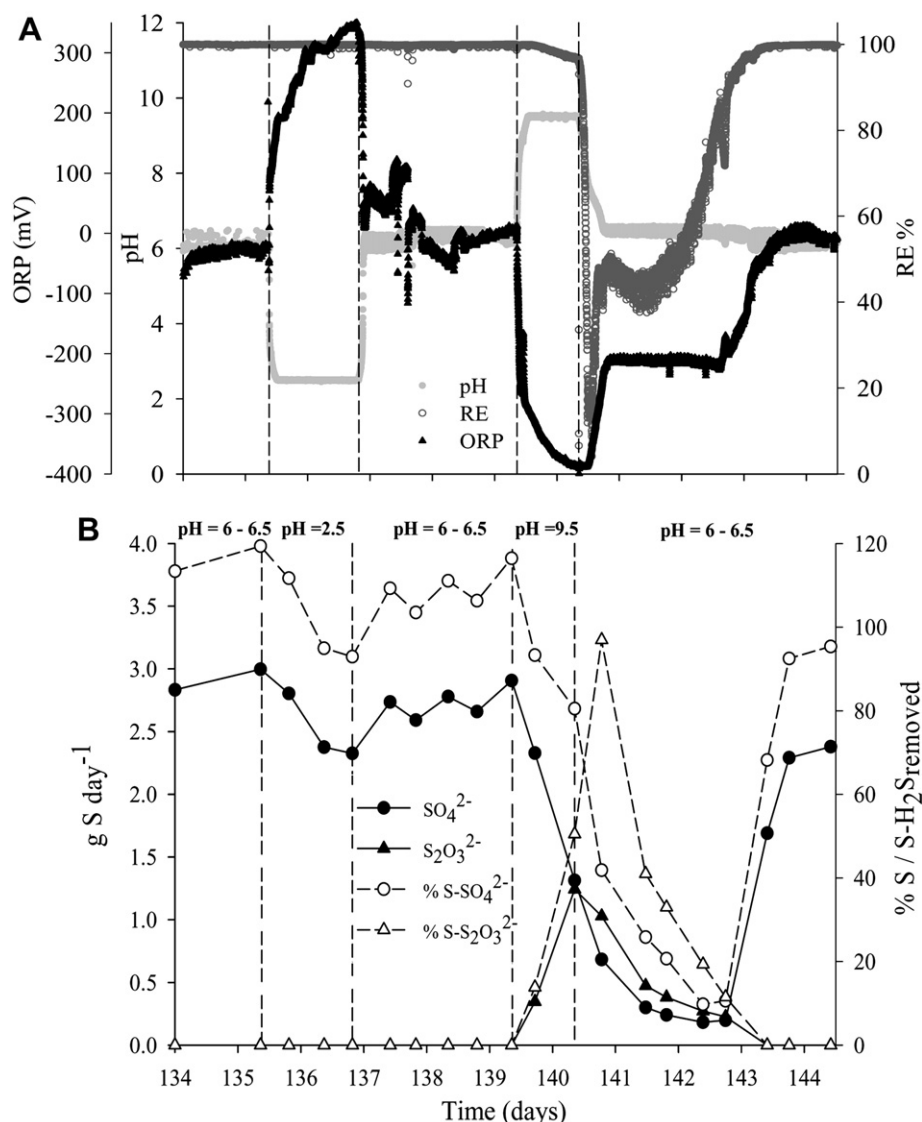 A
ORP (mV)
300
200
100
0
-100
-200
-300
-400
pH
12
10
8
6
4
2
0
RE %
100
80
60
40
20
0
pH
RE
ORP
B
pH = 6 - 6.5
pH =2.5
pH = 6 - 6.5
pH =9.5
pH = 6 - 6.5
g S day⁻¹
4.0
3.5
3.0
2.5
2.0
1.5
1.0
0.5
0.0
SO₄²⁻
S₂O₃²⁻
% S-SO₄²⁻
% S-S₂O₃²⁻
% S / S-H₂Sremoved
120
100
80
60
40
20
0
134 135 136 137 138 139 140 141 142 143 144
Time (days)